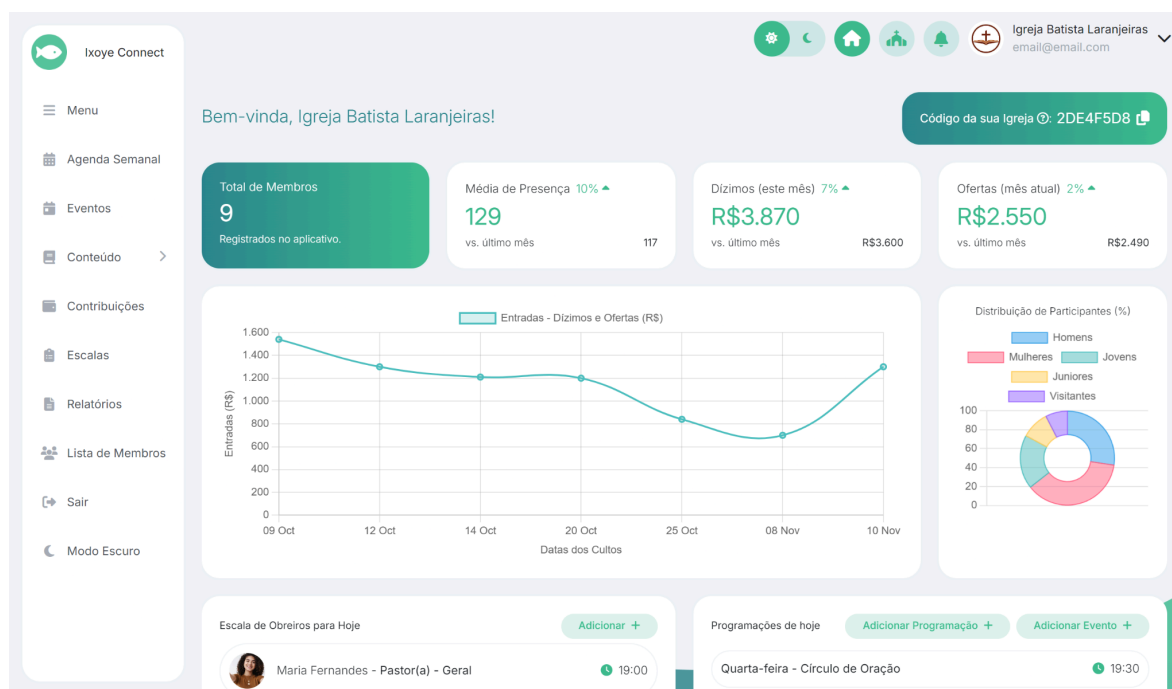 Ixoye Connect
Igreja Batista Laranjeiras
email@email.com
Menu
Agenda Semanal
Eventos
Conteúdo
Contribuições
Escalas
Relatórios
Lista de Membros
Sair
Modo Escuro
Bem-vinda, Igreja Batista Laranjeiras!
Código da sua Igreja ?: 2DE4F5D8
Total de Membros
9
Registrados no aplicativo.
Média de Presença 10%
129
vs. último mês 117
Dízimos (este mês) 7%
R$3.870
vs. último mês R$3.600
Ofertas (mês atual) 2%
R$2.550
vs. último mês R$2.490
Entradas - Dízimos e Ofertas (R$)
Entradas (R$)
1.600
1.400
1.200
1.000
800
600
400
200
0
09 Oct 12 Oct 14 Oct 20 Oct 25 Oct 08 Nov 10 Nov
Datas dos Cultos
Distribuição de Participantes (%)
Homens
Mulheres Jovens
Juniores
Visitantes
100
80
60
40
20
0
Escala de Obreiros para Hoje
Adicionar +
Maria Fernandes - Pastor(a) - Geral 19:00
Programações de hoje
Adicionar Programação +
Adicionar Evento +
Quarta-feira - Círculo de Oração 19:30